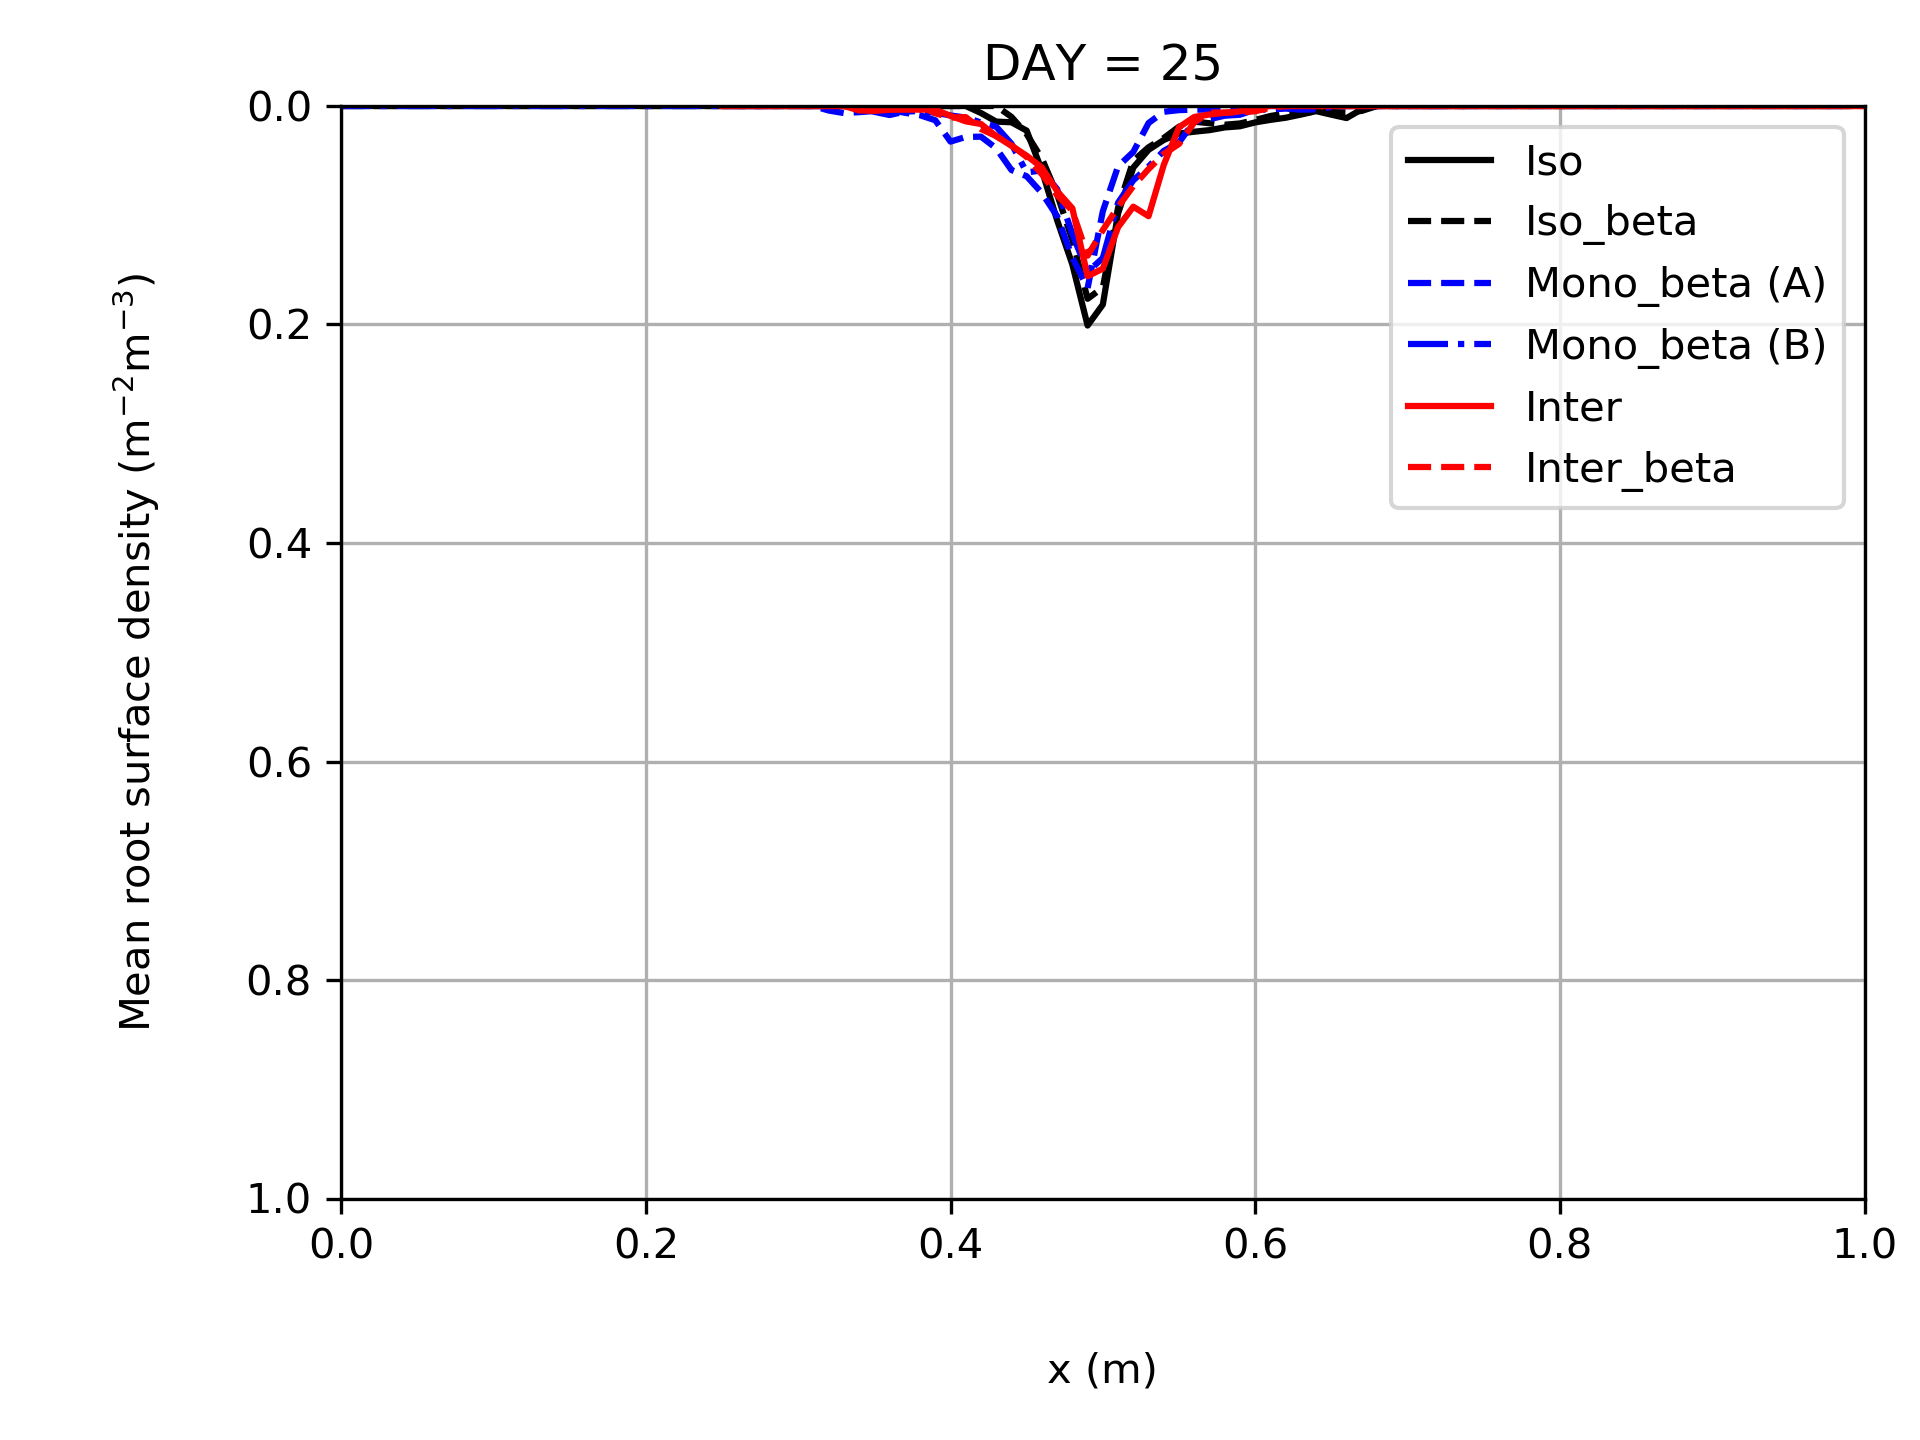 DAY = 25
0.0
0.2
0.4
0.6
0.8
1.0
Mean root surface density (m⁻²m⁻³)
Iso
Iso_beta
Mono_beta (A)
Mono_beta (B)
Inter
Inter_beta
0.0 0.2 0.4 0.6 0.8 1.0
x (m)